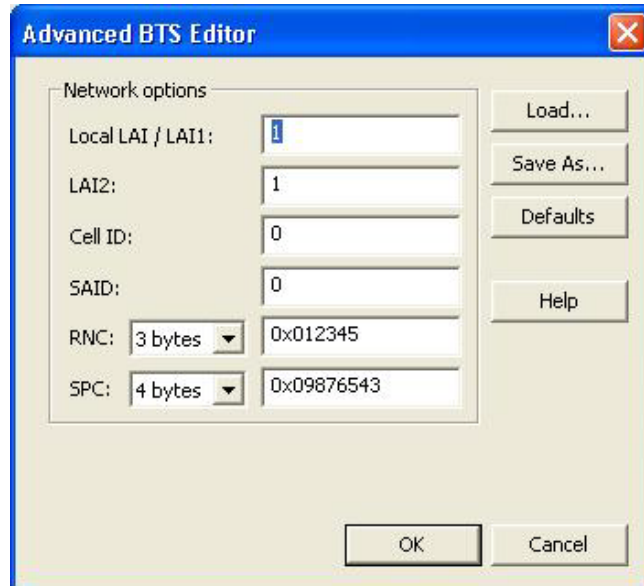 Advanced BTS Editor
Network options
Local LAI / LAI1: 1
LAI2: 1
Cell ID: 0
SAID: 0
RNC: 3 bytes 0x012345
SPC: 4 bytes 0x09876543
Load...
Save As...
Defaults
Help
OK Cancel